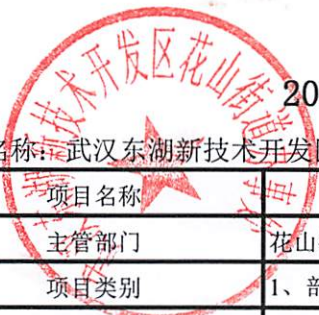 武汉东湖新技术开发区花山街道
20
名称：武汉东湖新技术开发
项目名称
主管部门
花山
项目类别
1、部